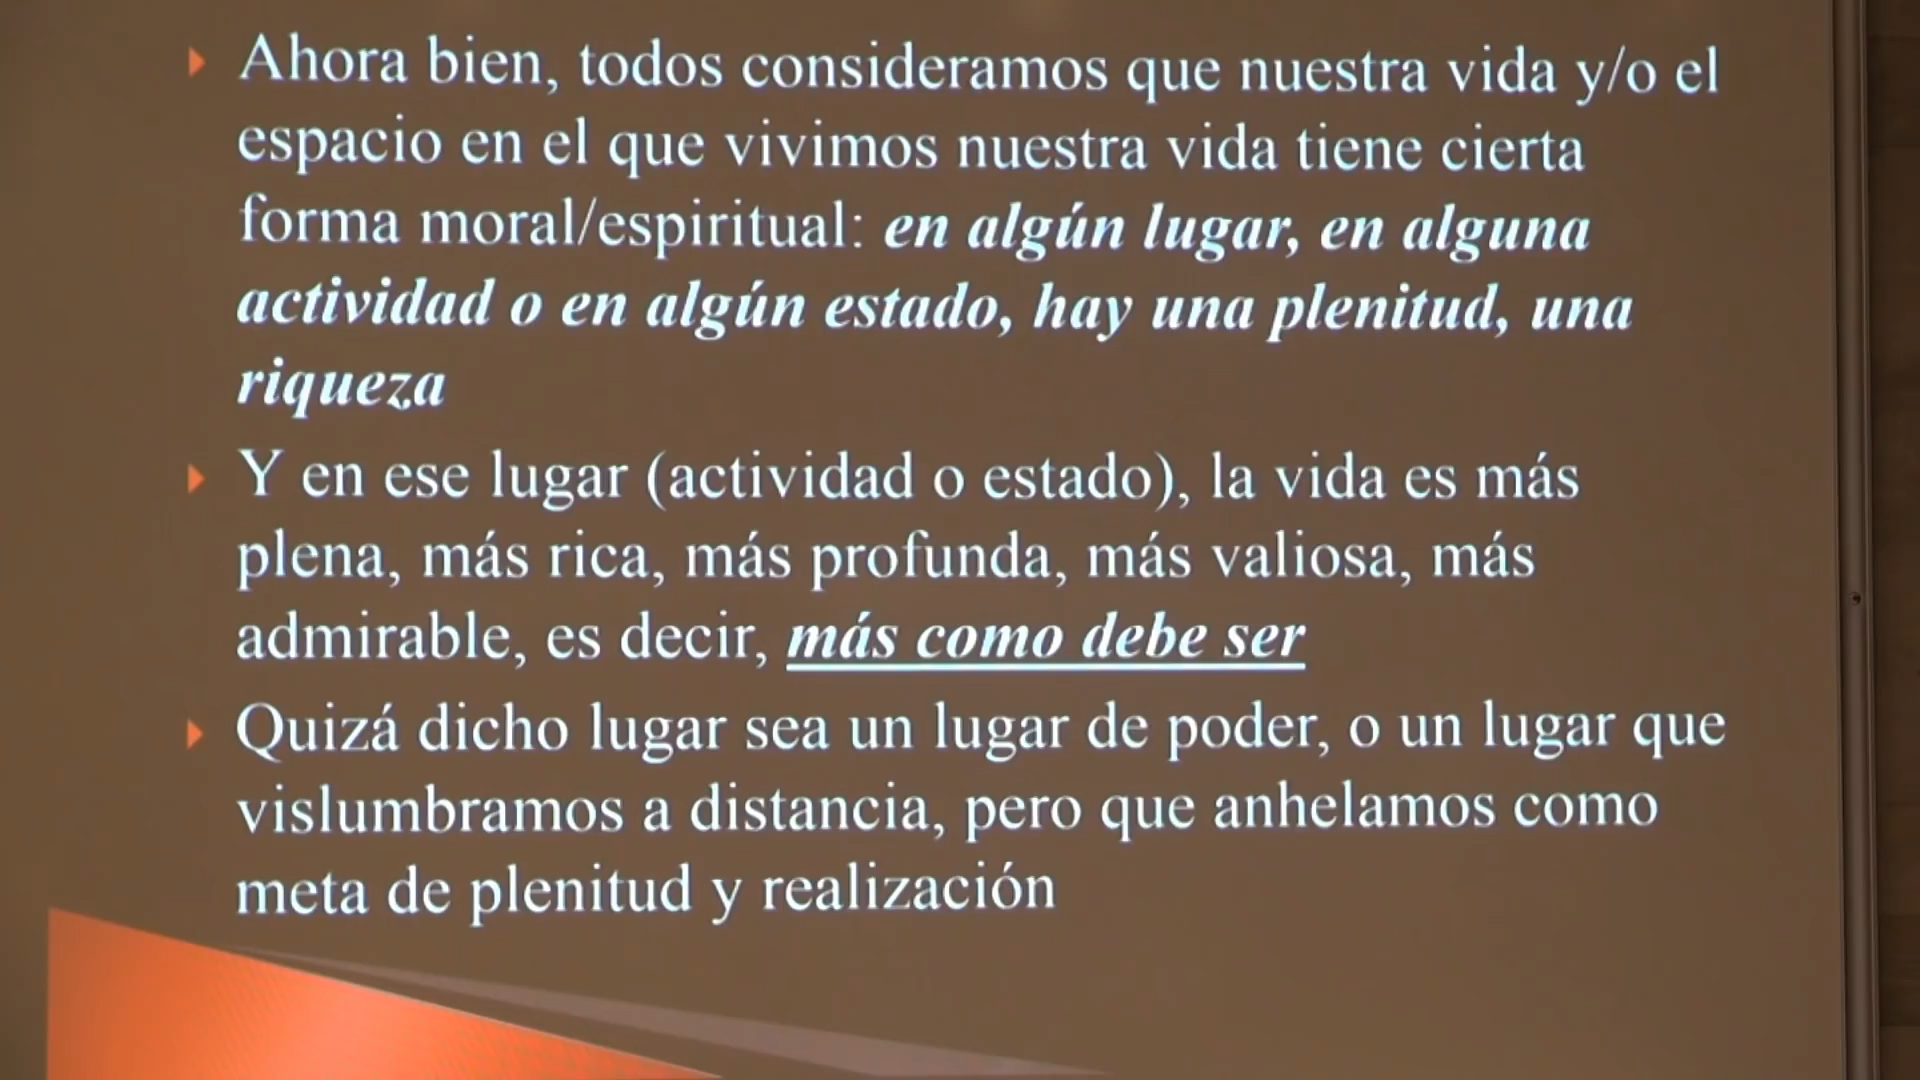 Ahora bien, todos consideramos que nuestra vida y/o el
espacio en el que vivimos nuestra vida tiene cierta
forma moral/espiritual: en algún lugar, en alguna
actividad o en algún estado, hay una plenitud, una
riqueza
Y en ese lugar (actividad o estado), la vida es más
plena, más rica, más profunda, más valiosa, más
admirable, es decir, más como debe ser
Quizá dicho lugar sea un lugar de poder, o un lugar que
vislumbramos a distancia, pero que anhelamos como
meta de plenitud y realización